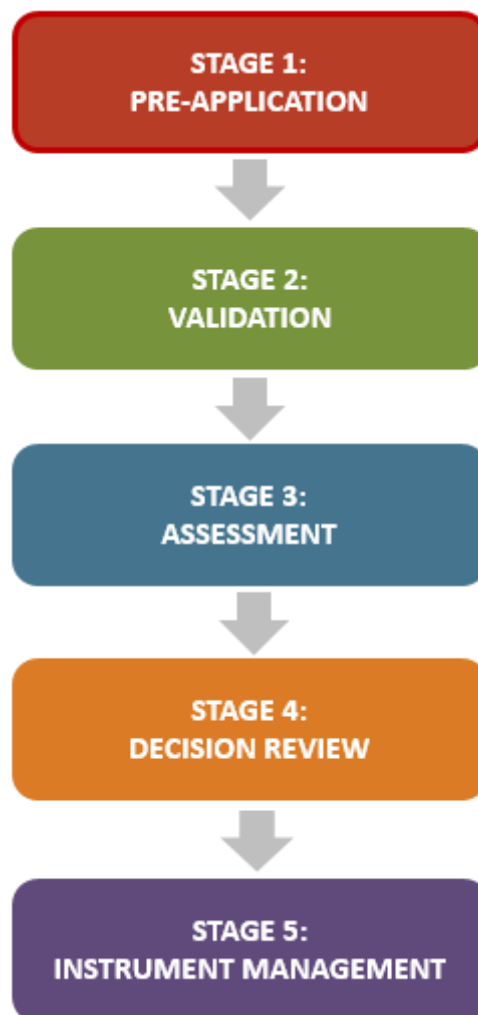 STAGE 1:
PRE-APPLICATION
STAGE 2:
VALIDATION
STAGE 3:
ASSESSMENT
STAGE 4:
DECISION REVIEW
STAGE 5:
INSTRUMENT MANAGEMENT